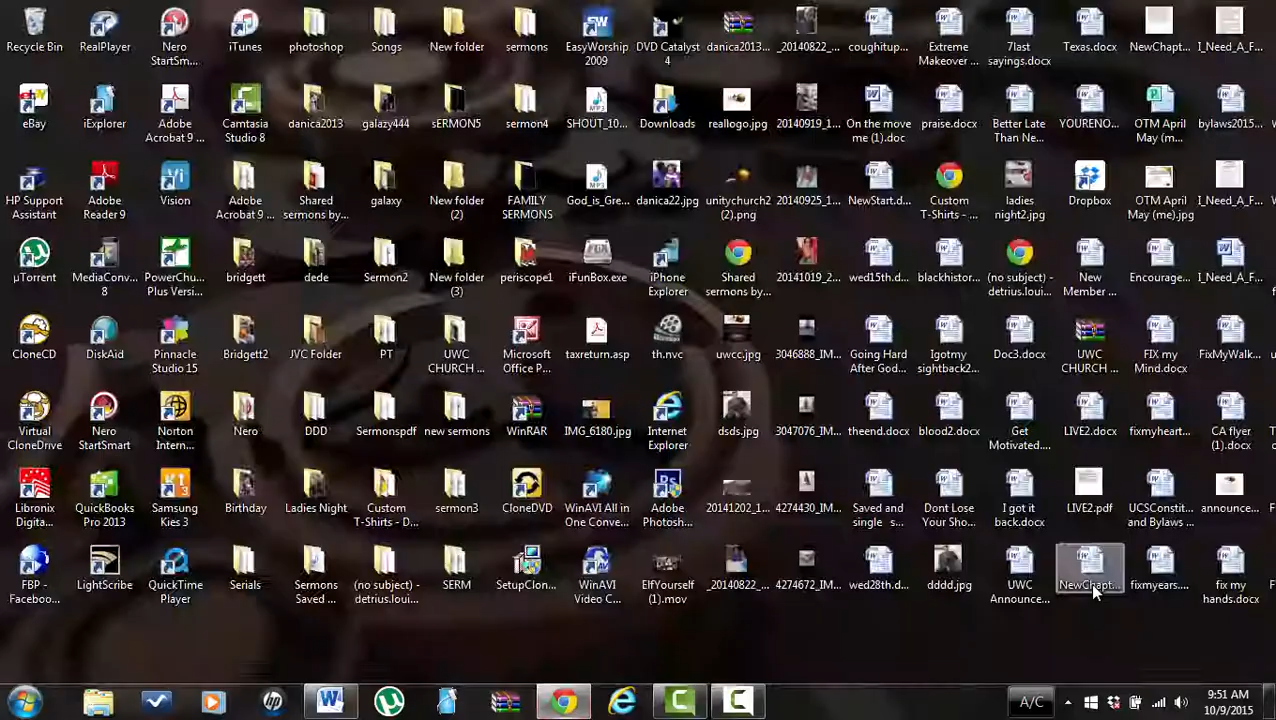 Recycle Bin RealPlayer Nero StartSm... iTunes photoshop Songs New folder sermons EasyWorship 2009 DVD Catalyst 4 danica2013... _20140822_... coughitup... Extreme Makeover ... 7last sayings.docx Texas.docx NewChapt... I_Need_A_F...
eBay iExplorer Adobe Acrobat 9 ... Camtasia Studio 8 danica2013 galaxy44 sERMON5 Sermon4 SHOUT_10... Downloads reallogo.jpg 20140919_1... On the move me (1).doc praise.docx Better Late Than Ne... YOURENO... OTM April May (m... bylaws2015...
HP Support Assistant Adobe Reader 9 Vision Adobe Acrobat 9 ... Shared sermons by... galaxy New folder (2) FAMILY SERMONS God_is_Gre... danica22.jpg unitychurch2 (2).png 20140925_1... NewStart.d... Custom T-Shirts - ... ladies night2.jpg Dropbox OTM April May (me).jpg I_Need_A_F...
µTorrent MediaConv... 8 PowerChu... Plus Versi... bridgett dede Sermon2 New folder (3) periscope1 iFunBox.exe iPhone Explorer Shared sermons by... 20141019_2... wed15th.d... blackhistor... (no subject) - detrius.loui... New Member ... Encourage... I_Need_A_F...
CloneCD DiskAid Pinnacle Studio 15 Bridgett2 IVC Folder PT UWC CHURCH ... Microsoft Office P... taxreturn.asp th.nvc uwcc.jpg 3046888_IM... Going Hard After God... Igotmy sightback2... Doc3.docx UWC CHURCH ... FIX my Mind.docx FixMyWalk...
Virtual CloneDrive Nero StartSmart Norton Intern... Nero DDD Sermonspdf new sermons WinRAR IMG_6180.jpg Internet Explorer dsds.jpg 3047076_IM... theend.docx blood2.docx Get Motivated.... LIVE2.docx fixmyheart... CA flyer (1).docx
Libronix Digita... QuickBooks Pro 2013 Samsung Kies Birthday Ladies Night Custom T-Shirts - D... sermon3 CloneDVD WinAVI All in One Conve... Adobe Photosh... 20141202_1... 4274430_IM... Saved and single s... Dont Lose Your Sho... I got it back.docx LIVE2.pdf UCSConstit... ang Bylaws ... announce...
FBP - Faceboo... LightScribe QuickTime Player Serials Sermons Saved ... (no subject) - detrius.loui... SERM SetupClon... WinAVI Video C... ElfYourself (1).mov _20140822_... 4274672_IM... wed28th.d... dddd.jpg UWC Announce... NewChapt... fixmyears.... fix my hands.docx
A/C 9:51 AM
10/9/2015